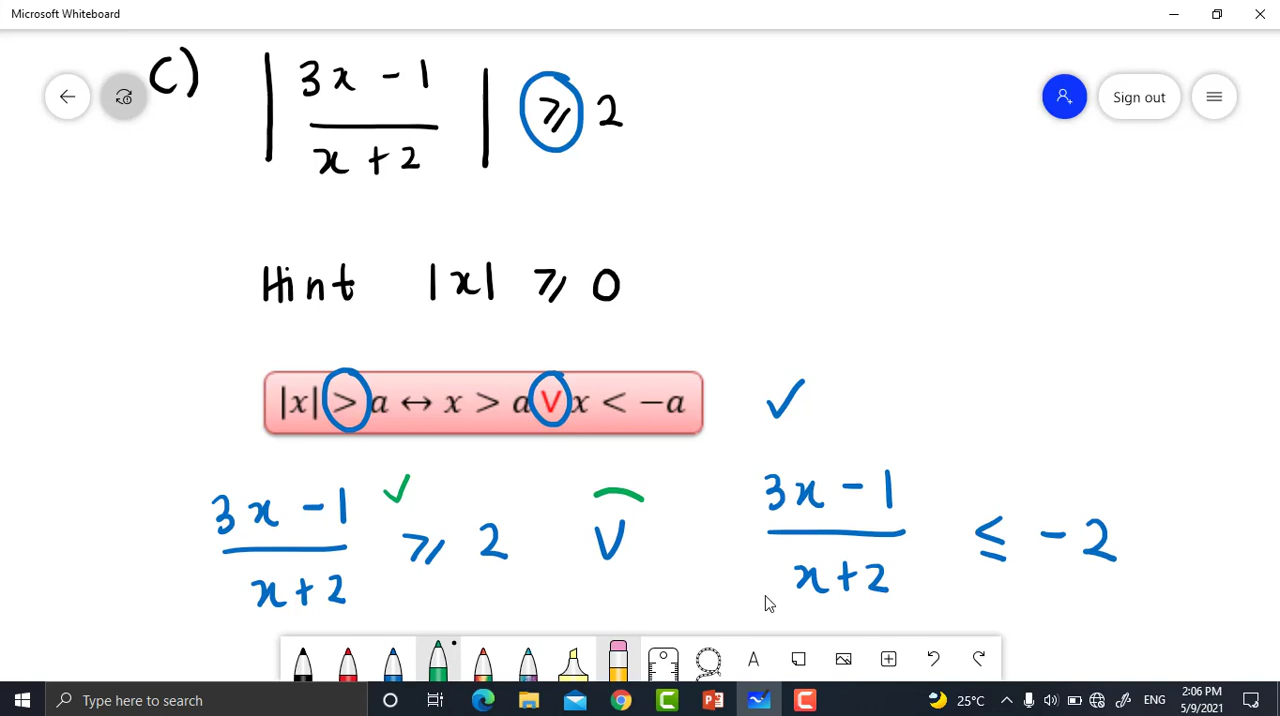 Microsoft Whiteboard
C) | (3x - 1)/(x + 2) | ⩾ 2
Sign out
Hint |x| ⩾ 0
|x| > a ↔ x > a ∨ x < −a ✓
(3x - 1)/(x + 2) ⩾ 2 ✓ ∨ (3x - 1)/(x + 2) ≤ -2
A
Type here to search
25°C
ENG
2:06 PM
5/9/2021